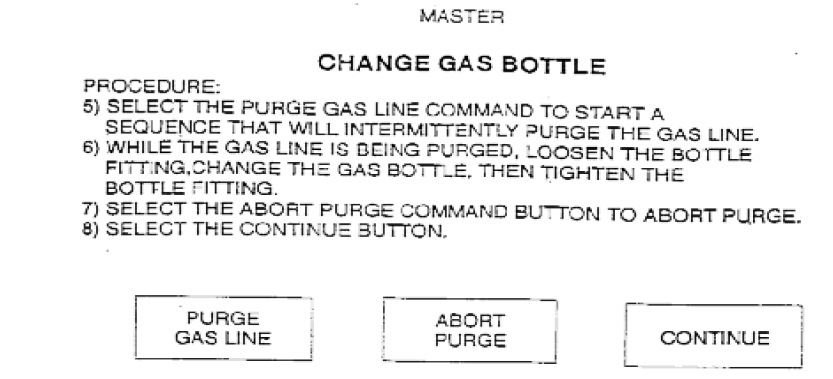 MASTER
CHANGE GAS BOTTLE
PROCEDURE:
5) SELECT THE PURGE GAS LINE COMMAND TO START A
SEQUENCE THAT WILL INTERMITTENTLY PURGE THE GAS LINE.
6) WHILE THE GAS LINE IS BEING PURGED, LOOSEN THE BOTTLE
FITTING,CHANGE THE GAS BOTTLE, THEN TIGHTEN THE
BOTTLE FITTING.
7) SELECT THE ABORT PURGE COMMAND BUTTON TO ABORT PURGE.
8) SELECT THE CONTINUE BUTTON.
PURGE
GAS LINE
ABORT
PURGE
CONTINUE